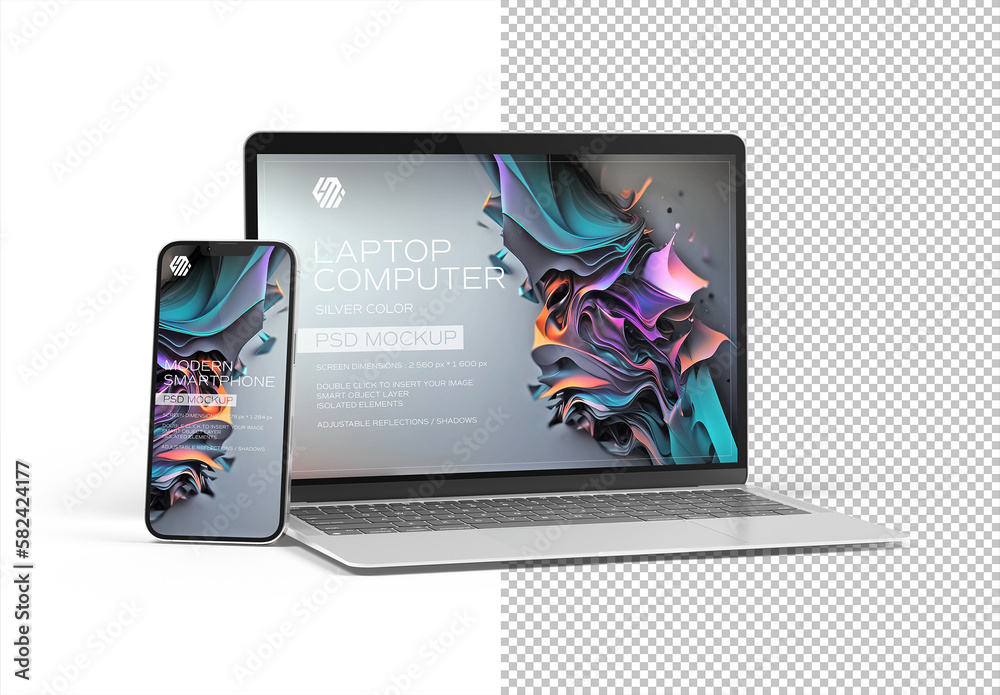 LAPTOP
COMPUTER
SILVER COLOR
PSD MOCKUP
SCREEN DIMENSIONS : 2 560 px * 1 600 px
DOUBLE CLICK TO INSERT YOUR IMAGE
SMART OBJECT LAYER
ISOLATED ELEMENTS
ADJUSTABLE REFLECTIONS / SHADOWS
MODERN
SMARTPHONE
PSD MOCKUP
SCREEN DIMENSIONS
px * 1 284 px
DOUBLE CLICK TO INSERT YOUR IMAGE
SMART OBJECT LAYER
ISOLATED ELEMENTS
ADJUSTABLE REFLECTIONS / SHADOWS
Adobe Stock | #582424177
Adobe Stock